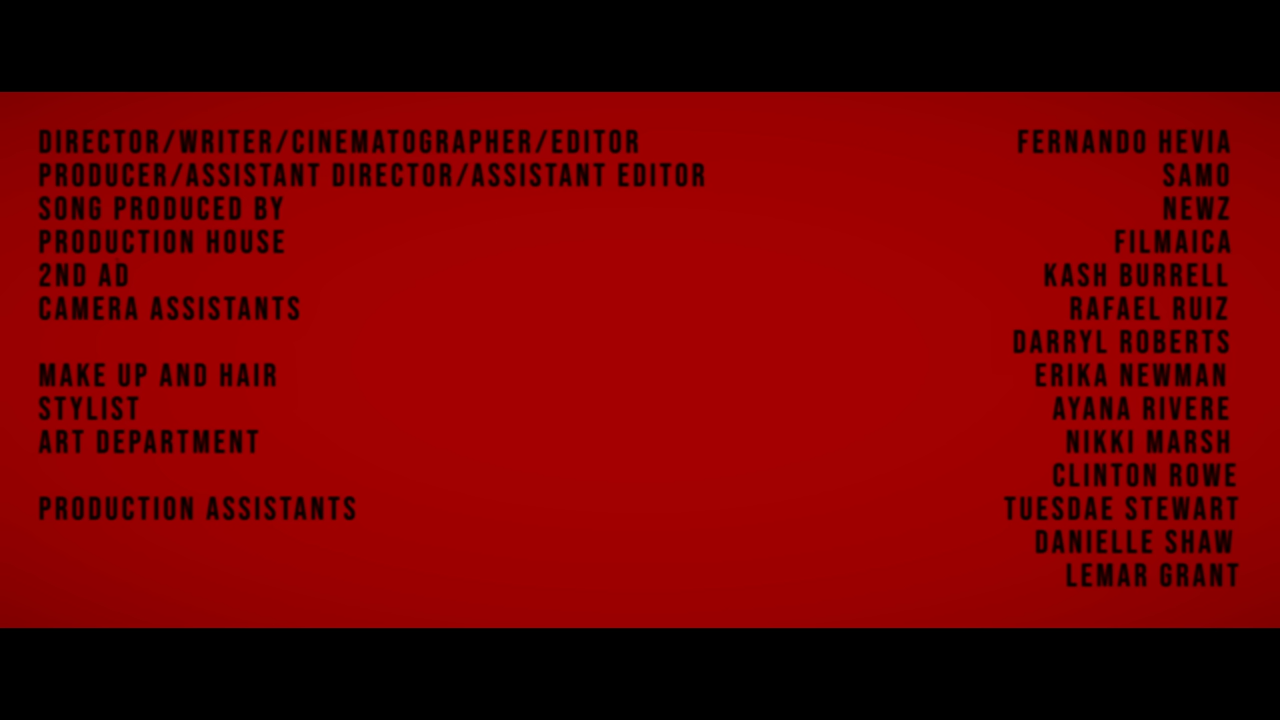 DIRECTOR/WRITER/CINEMATOGRAPHER/EDITOR FERNANDO HEVIA
PRODUCER/ASSISTANT DIRECTOR/ASSISTANT EDITOR SAMO
SONG PRODUCED BY NEWZ
PRODUCTION HOUSE FILMAICA
2ND AD KASH BURRELL
CAMERA ASSISTANTS RAFAEL RUIZ
DARRYL ROBERTS
MAKE UP AND HAIR ERIKA NEWMAN
STYLIST AYANA RIVERE
ART DEPARTMENT NIKKI MARSH
CLINTON ROWE
PRODUCTION ASSISTANTS TUESDAE STEWART
DANIELLE SHAW
LEMAR GRANT